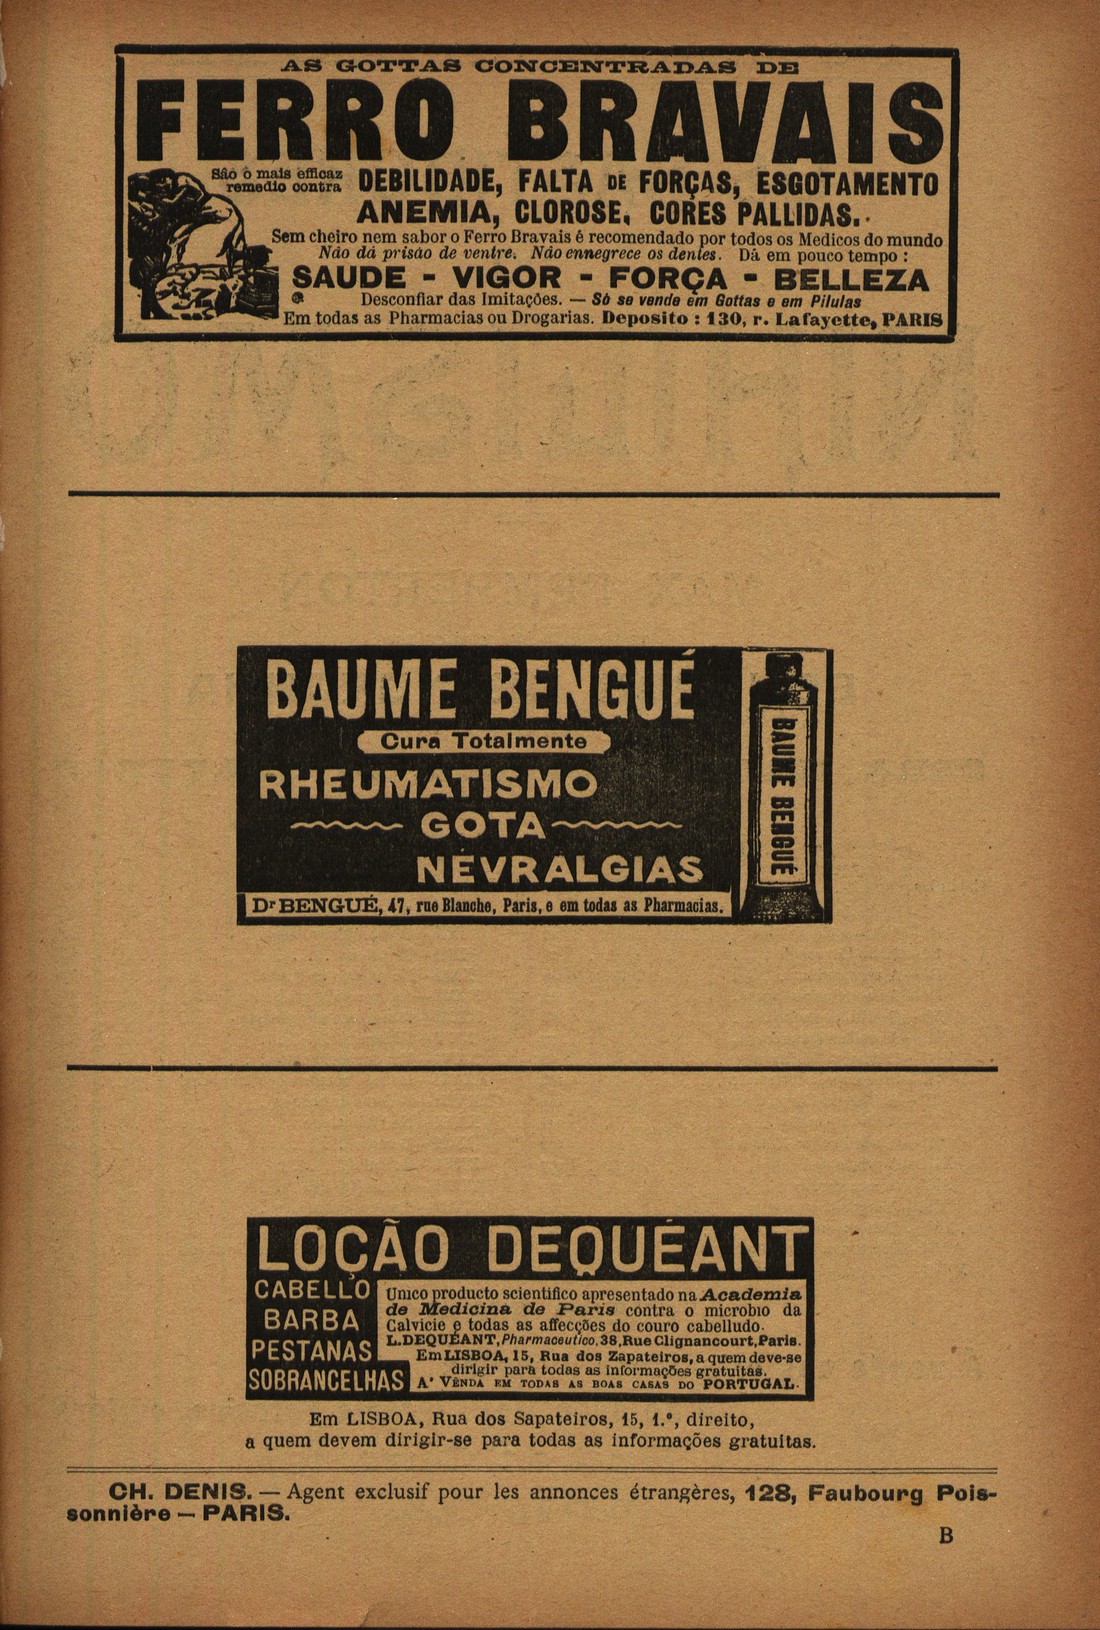 AS GOTTAS CONCENTRADAS DE
FERRO BRAVAIS
São o mais efficaz
remedio contra
DEBILIDADE, FALTA DE FORÇAS, ESGOTAMENTO
ANEMIA, CLOROSE, CORES PALLIDAS.
Sem cheiro nem sabor o Ferro Bravais é recomendado por todos os Medicos do mundo
Não dá prisão de ventre. Não ennegrece os dentes. Dá em pouco tempo :
SAUDE - VIGOR - FORÇA - BELLEZA
Desconfiar das Imitações. — Só se vende em Gottas e em Pilulas
Em todas as Pharmacias ou Drogarias. Deposito : 130, r. Lafayette, PARIS
BAUME BENGUÉ
Cura Totalmente
RHEUMATISMO
GOTA
NEVRALGIAS
Dr BENGUÉ, 47, rue Blanche, Paris, e em todas as Pharmacias.
BAUME BENGUÉ
LOÇÃO DEQUÉANT
CABELLO
BARBA
PESTANAS
SOBRANCELHAS
Unico producto scientifico apresentado na Academia
de Medicina de Paris contra o microbio da
Calvicie e todas as affecções do couro cabelludo.
L. DEQUÉANT, Pharmaceutico, 38, Rue Clignancourt, Paris.
Em LISBOA, 15, Rua dos Zapateiros, a quem deve-se
dirigir para todas as informações gratuitas.
A' VENDA EM TODAS AS BOAS CASAS DO PORTUGAL.
Em LISBOA, Rua dos Sapateiros, 15, 1.º, direito,
a quem devem dirigir-se para todas as informações gratuitas.
CH. DENIS. — Agent exclusif pour les annonces étrangères, 128, Faubourg Pois-
sonnière — PARIS.
B